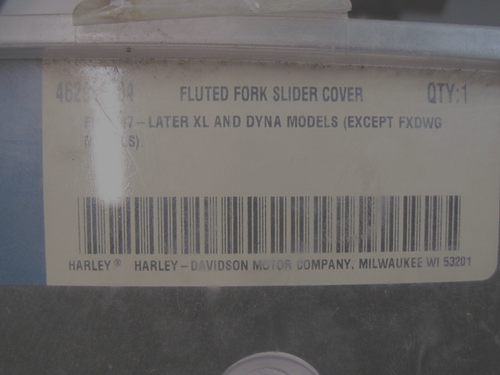 FLUTED FORK SLIDER COVER QTY:1
LATER XL AND DYNA MODELS (EXCEPT FXDWG
HARLEY® HARLEY-DAVIDSON MOTOR COMPANY, MILWAUKEE WI 53201